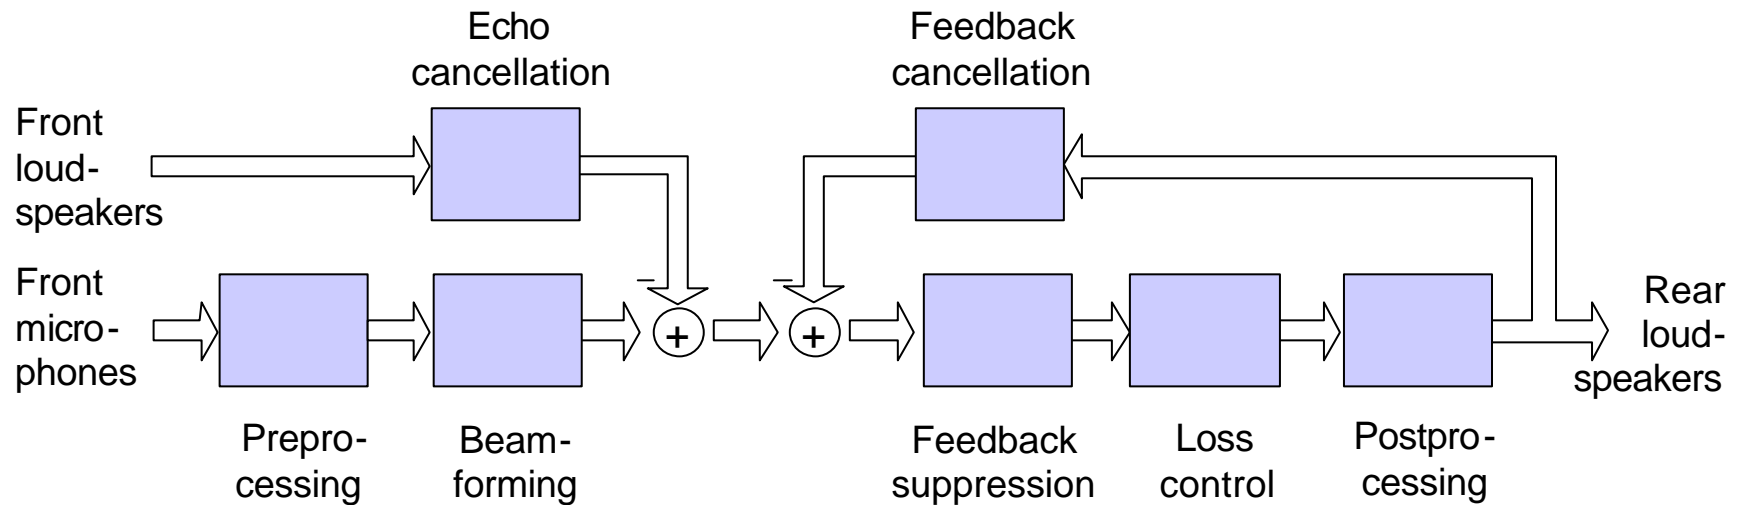 Echo
cancellation
Feedback
cancellation
Front
loud-
speakers
Front
micro-
phones
–
+
–
+
Rear
loud-
speakers
Prepro-
cessing
Beam-
forming
Feedback
suppression
Loss
control
Postpro-
cessing